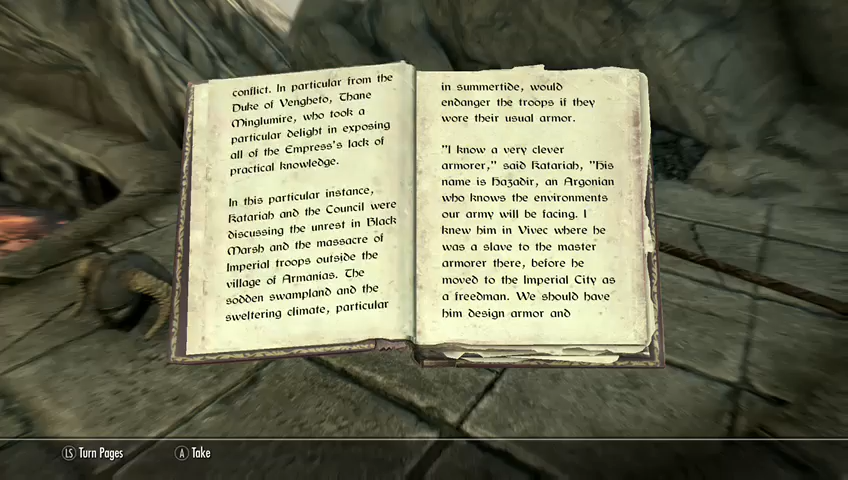 conflict. In particular from the
Duke of Vengheto, Thane
Minglumire, who took a
particular delight in exposing
all of the Empress's lack of
practical knowledge.
In this particular instance,
Katariah and the Council were
discussing the unrest in Black
Marsh and the massacre of
Imperial troops outside the
village of Armanias. The
sodden swampland and the
sweltering climate, particular
in summertide, would
endanger the troops if they
wore their usual armor.
"I know a very clever
armorer," said Katariah, "His
name is Hazadir, an Argonian
who knows the environments
our army will be facing. I
knew him in Vivec where he
was a slave to the master
armorer there, before he
moved to the Imperial City as
a freedman. We should have
him design armor and
LS Turn Pages
A Take